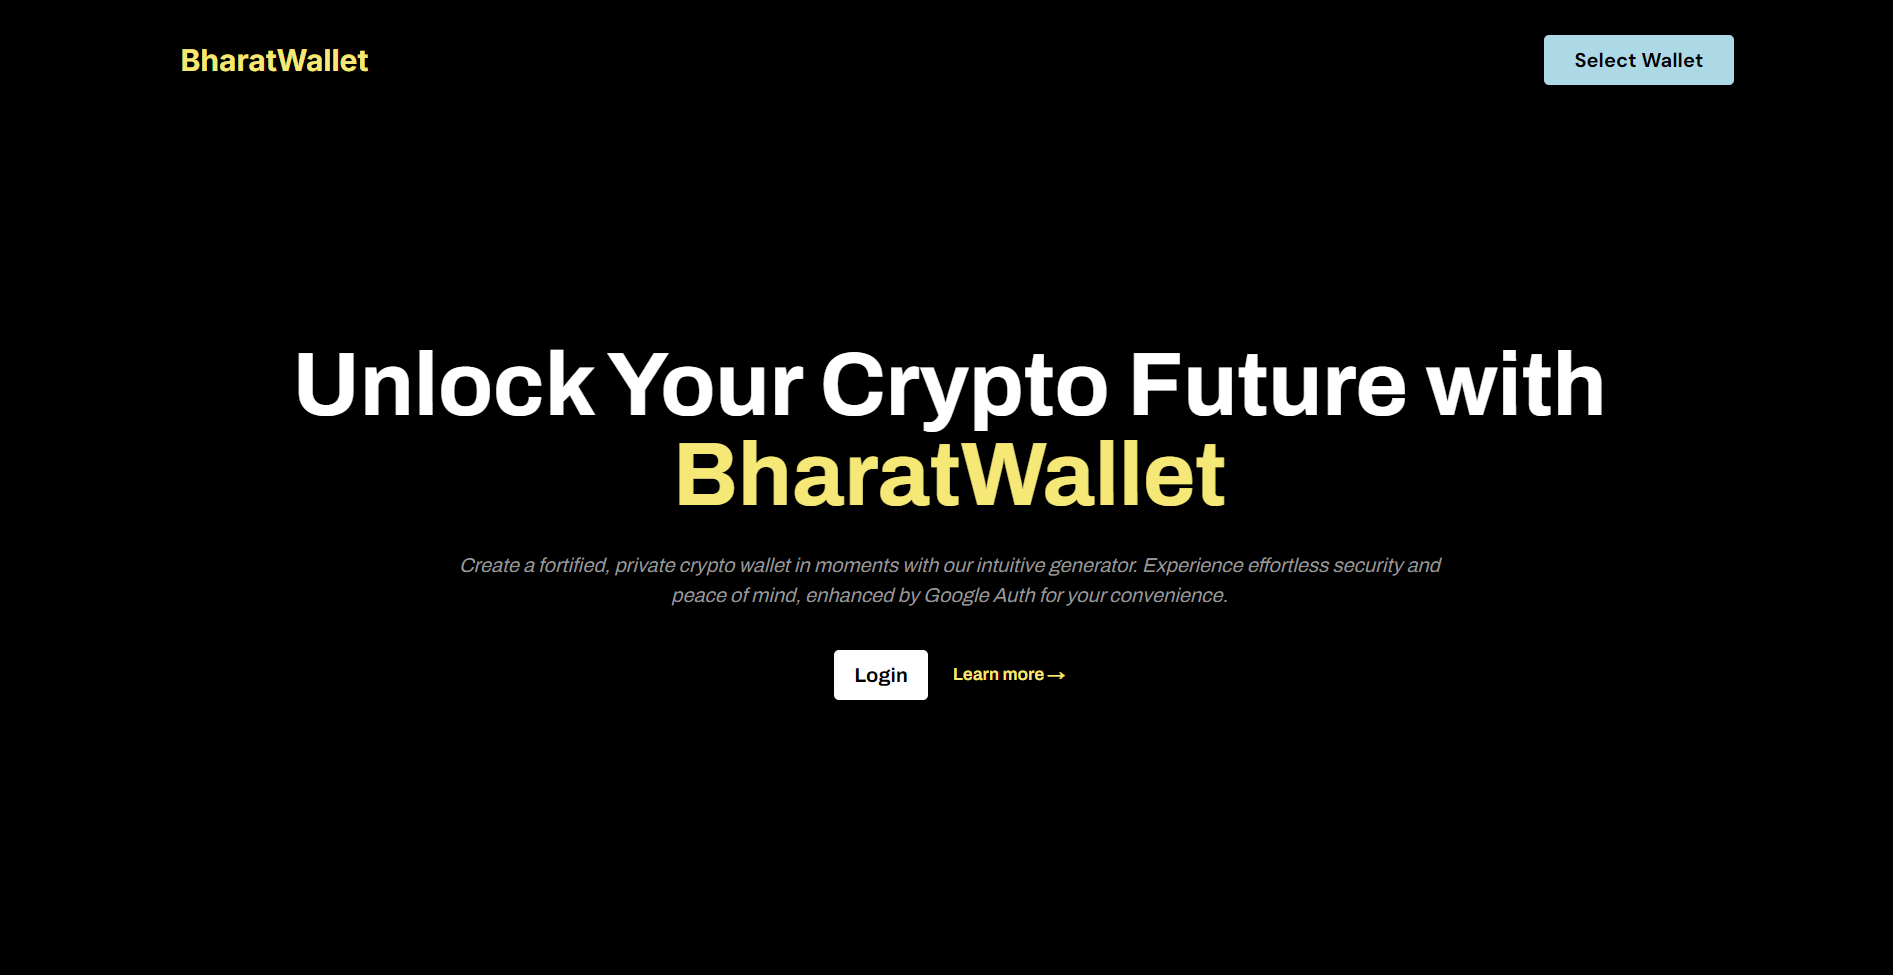 BharatWallet
Select Wallet
Unlock Your Crypto Future with
BharatWallet
Create a fortified, private crypto wallet in moments with our intuitive generator. Experience effortless security and
peace of mind, enhanced by Google Auth for your convenience.
Login
Learn more →